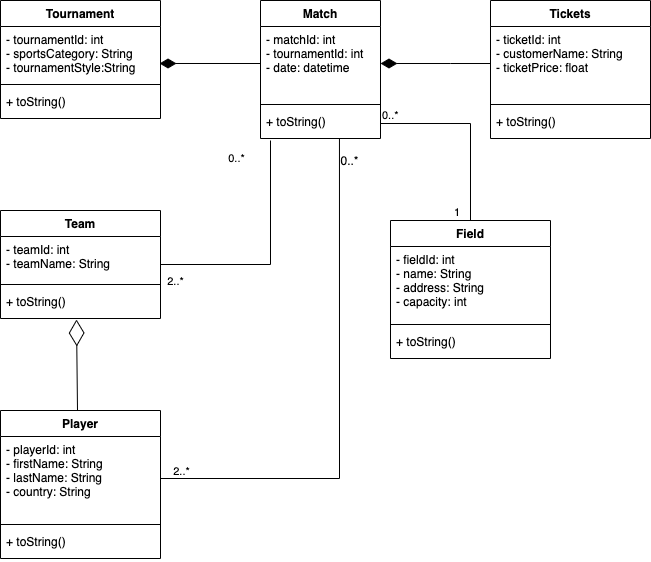 Tournament
- tournamentId: int
- sportsCategory: String
- tournamentStyle:String
+ toString()
Match
- matchId: int
- tournamentId: int
- date: datetime
+ toString()
Tickets
- ticketId: int
- customerName: String
- ticketPrice: float
+ toString()
0..*
0..*
0..*
1
Team
- teamId: int
- teamName: String
+ toString()
2..*
Field
- fieldId: int
- name: String
- address: String
- capacity: int
+ toString()
Player
- playerId: int
- firstName: String
- lastName: String
- country: String
+ toString()
2..*